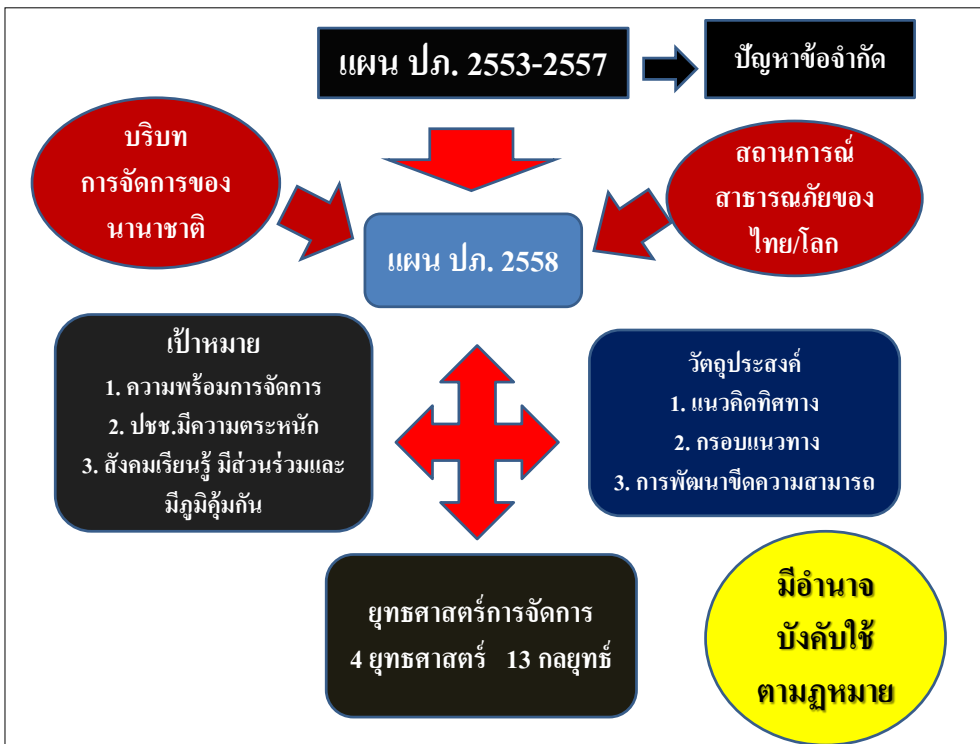 แผน ปภ. 2553-2557
ปัญหาข้อจำกัด
บริบท
การจัดการของ
นานาชาติ
สถานการณ์
สาธารณภัยของ
ไทย/โลก
แผน ปภ. 2558
เป้าหมาย
1. ความพร้อมการจัดการ
2. ปชช.มีความตระหนัก
3. สังคมเรียนรู้ มีส่วนร่วมและ
มีภูมิคุ้มกัน
วัตถุประสงค์
1. แนวคิดทิศทาง
2. กรอบแนวทาง
3. การพัฒนาขีดความสามารถ
ยุทธศาสตร์การจัดการ
4 ยุทธศาสตร์ 13 กลยุทธ์
มีอำนาจ
บังคับใช้
ตามฏหมาย